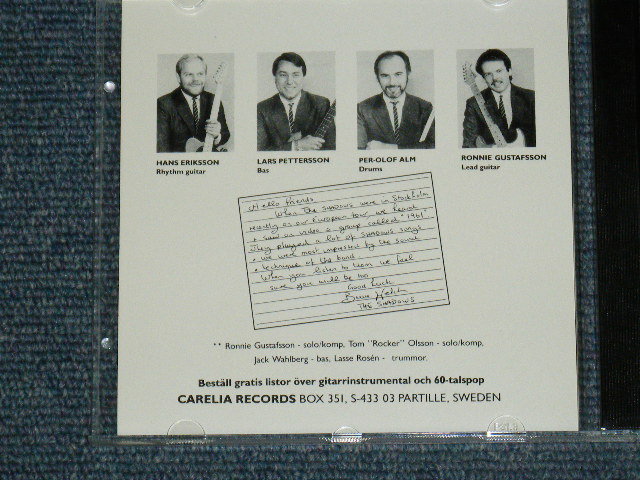 HANS ERIKSSON
Rhythm guitar
LARS PETTERSSON
Bas
PER-OLOF ALM
Drums
RONNIE GUSTAFSSON
Lead guitar
Hello friends
When The SHADOWS were in Stockholm
recently on our European tour, we heard
+ saw on video a group called "1961"
They played a lot of SHADOWS songs
+ we were most impressed by the sound
+ technique of the band.
When you listen to them we feel
sure you will be too.
Good Luck
Bruce Welch
THE SHADOWS
** Ronnie Gustafsson - solo/komp, Tom "Rocker" Olsson - solo/komp,
Jack Wahlberg - bas, Lasse Rosén - trummor.
Beställ gratis listor över gitarrinstrumental och 60-talspop
CARELIA RECORDS BOX 351, S-433 03 PARTILLE, SWEDEN